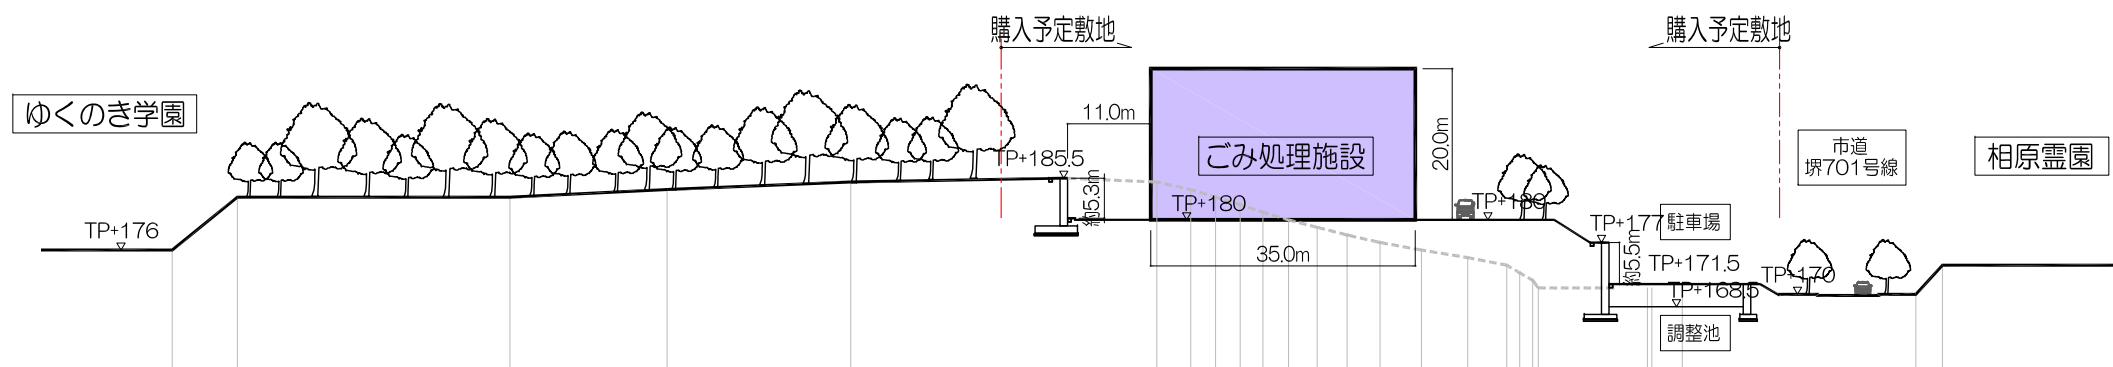 購入予定敷地
購入予定敷地
ゆくのき学園
11.0m
ごみ処理施設
20.0m
市道
堺701号線
相原霊園
TP+185.5
約5.3m
TP+180
TP+180
TP+176
TP+177
駐車場
35.0m
約5.5m
TP+171.5
TP+170
TP+168.5
調整池